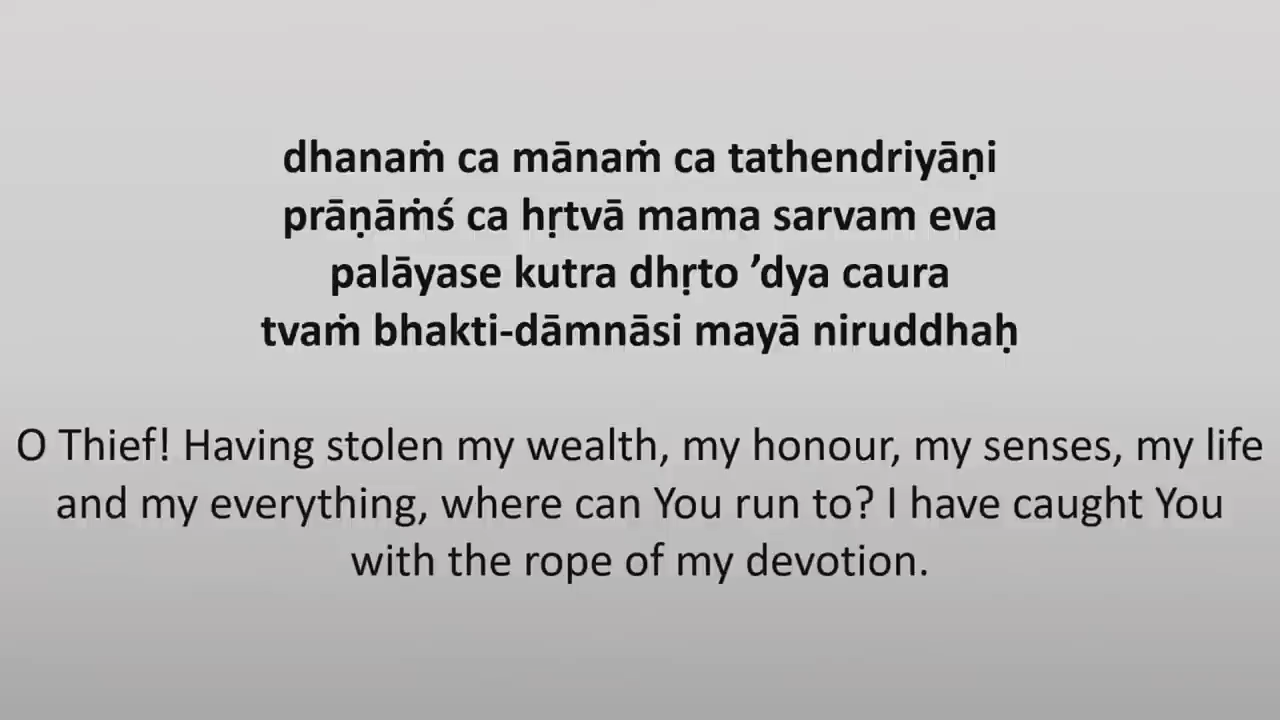 dhanaṁ ca mānaṁ ca tathendriyāṇi
prāṇāṁś ca hṛtvā mama sarvam eva
palāyase kutra dhṛto ’dya caura
tvaṁ bhakti-dāmnāsi mayā niruddhaḥ
O Thief! Having stolen my wealth, my honour, my senses, my life
and my everything, where can You run to? I have caught You
with the rope of my devotion.